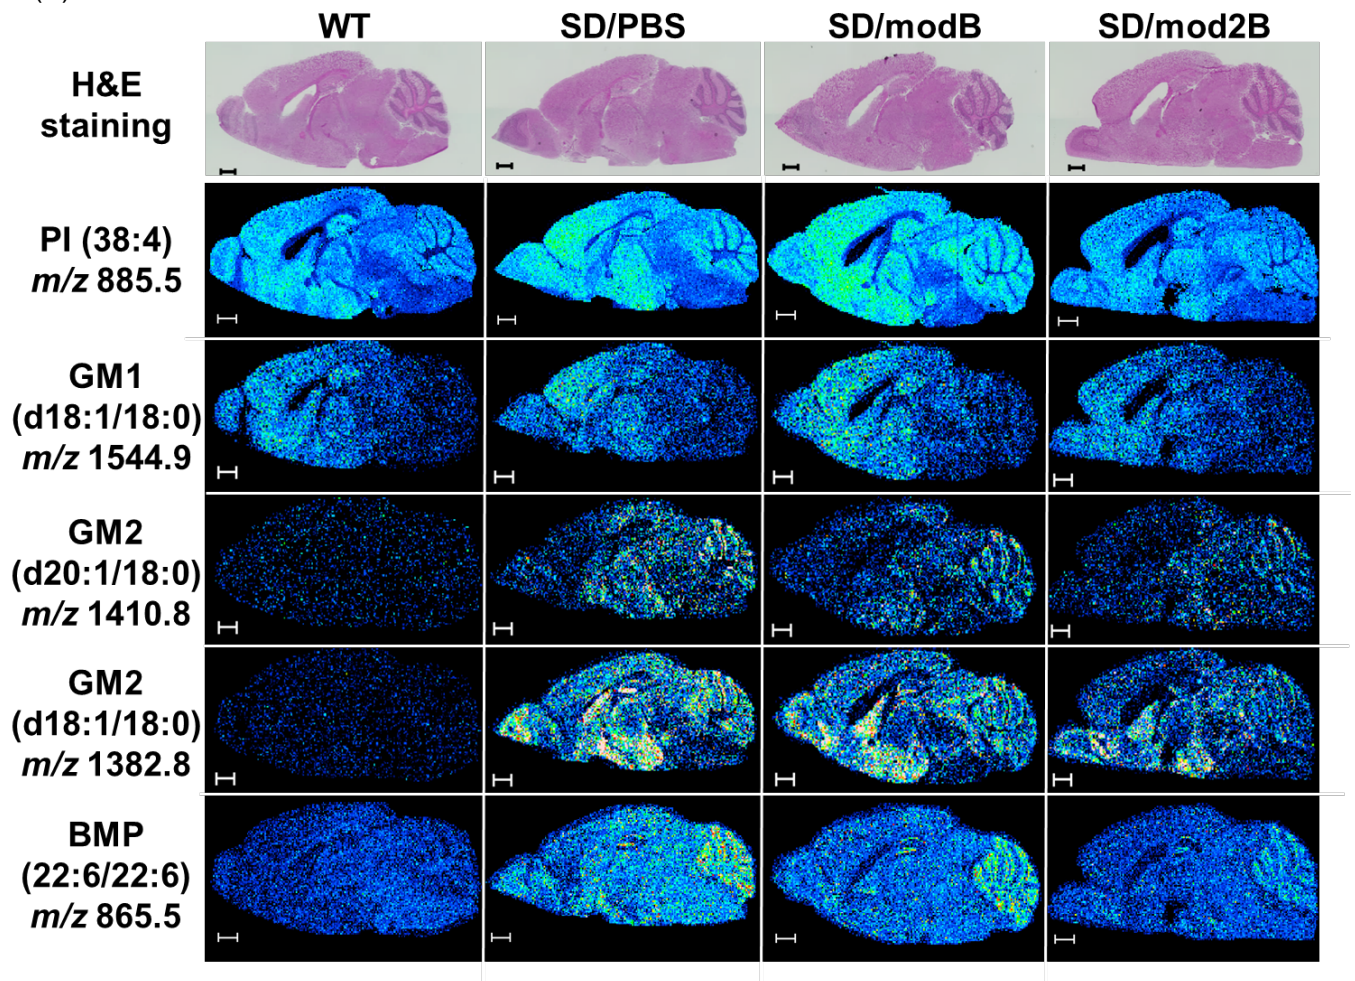 WT SD/PBS SD/modB SD/mod2B
H&E
staining
PI (38:4)
m/z 885.5
GM1
(d18:1/18:0)
m/z 1544.9
GM2
(d20:1/18:0)
m/z 1410.8
GM2
(d18:1/18:0)
m/z 1382.8
BMP
(22:6/22:6)
m/z 865.5